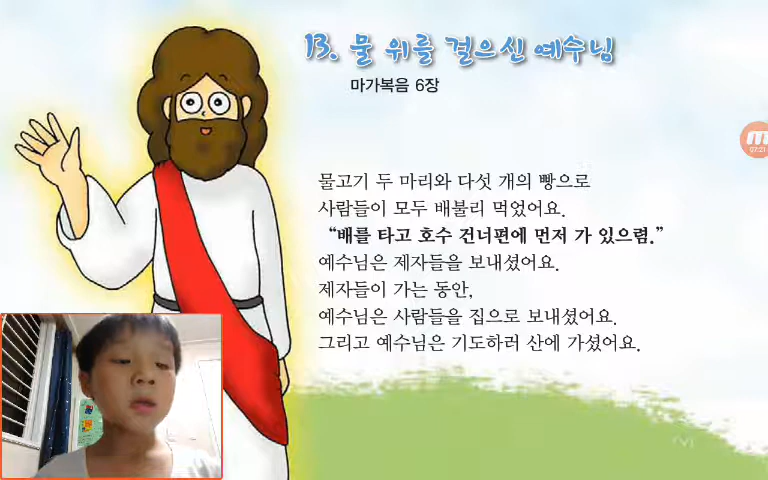 13. 물 위를 걸으신 예수님
마가복음 6장
물고기 두 마리와 다섯 개의 빵으로
사람들이 모두 배불리 먹었어요.
“배를 타고 호수 건너편에 먼저 가 있으렴.”
예수님은 제자들을 보내셨어요.
제자들이 가는 동안,
예수님은 사람들을 집으로 보내셨어요.
그리고 예수님은 기도하러 산에 가셨어요.
07:21